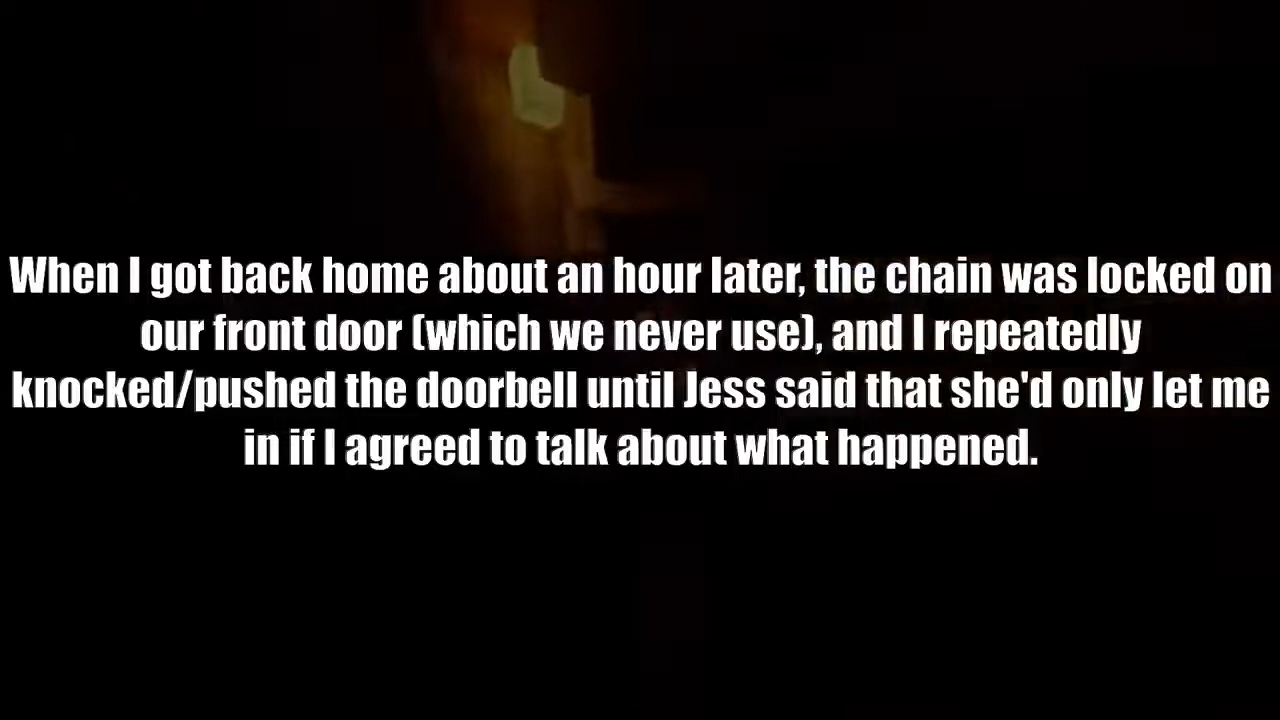 When I got back home about an hour later, the chain was locked on
our front door (which we never use), and I repeatedly
knocked/pushed the doorbell until Jess said that she'd only let me
in if I agreed to talk about what happened.